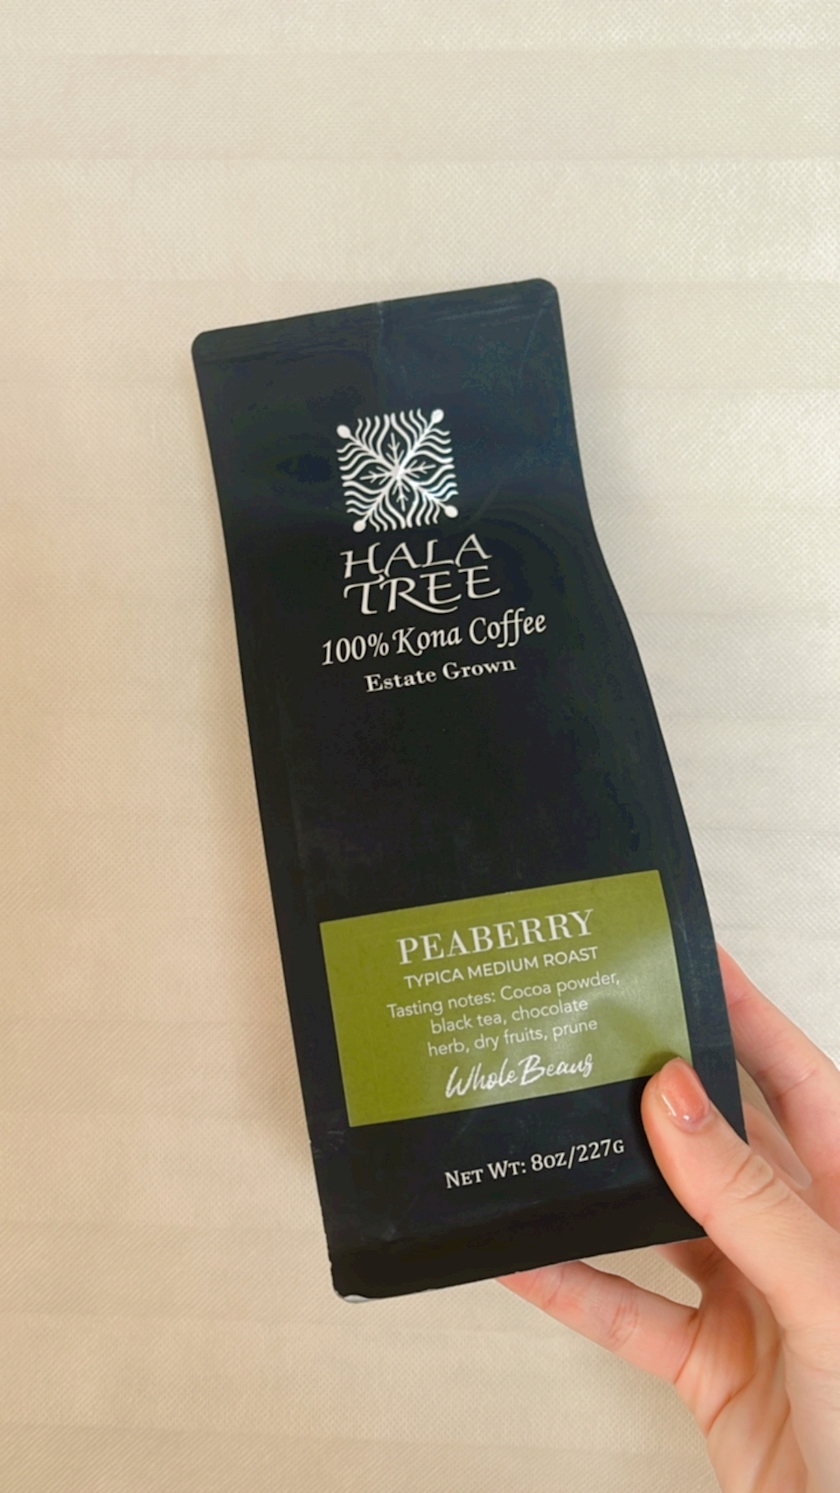 HALA
TREE
100% Kona Coffee
Estate Grown
PEABERRY
TYPICA MEDIUM ROAST
Tasting notes: Cocoa powder,
black tea, chocolate
herb, dry fruits, prune
Whole Beans
NET WT: 8OZ/227G